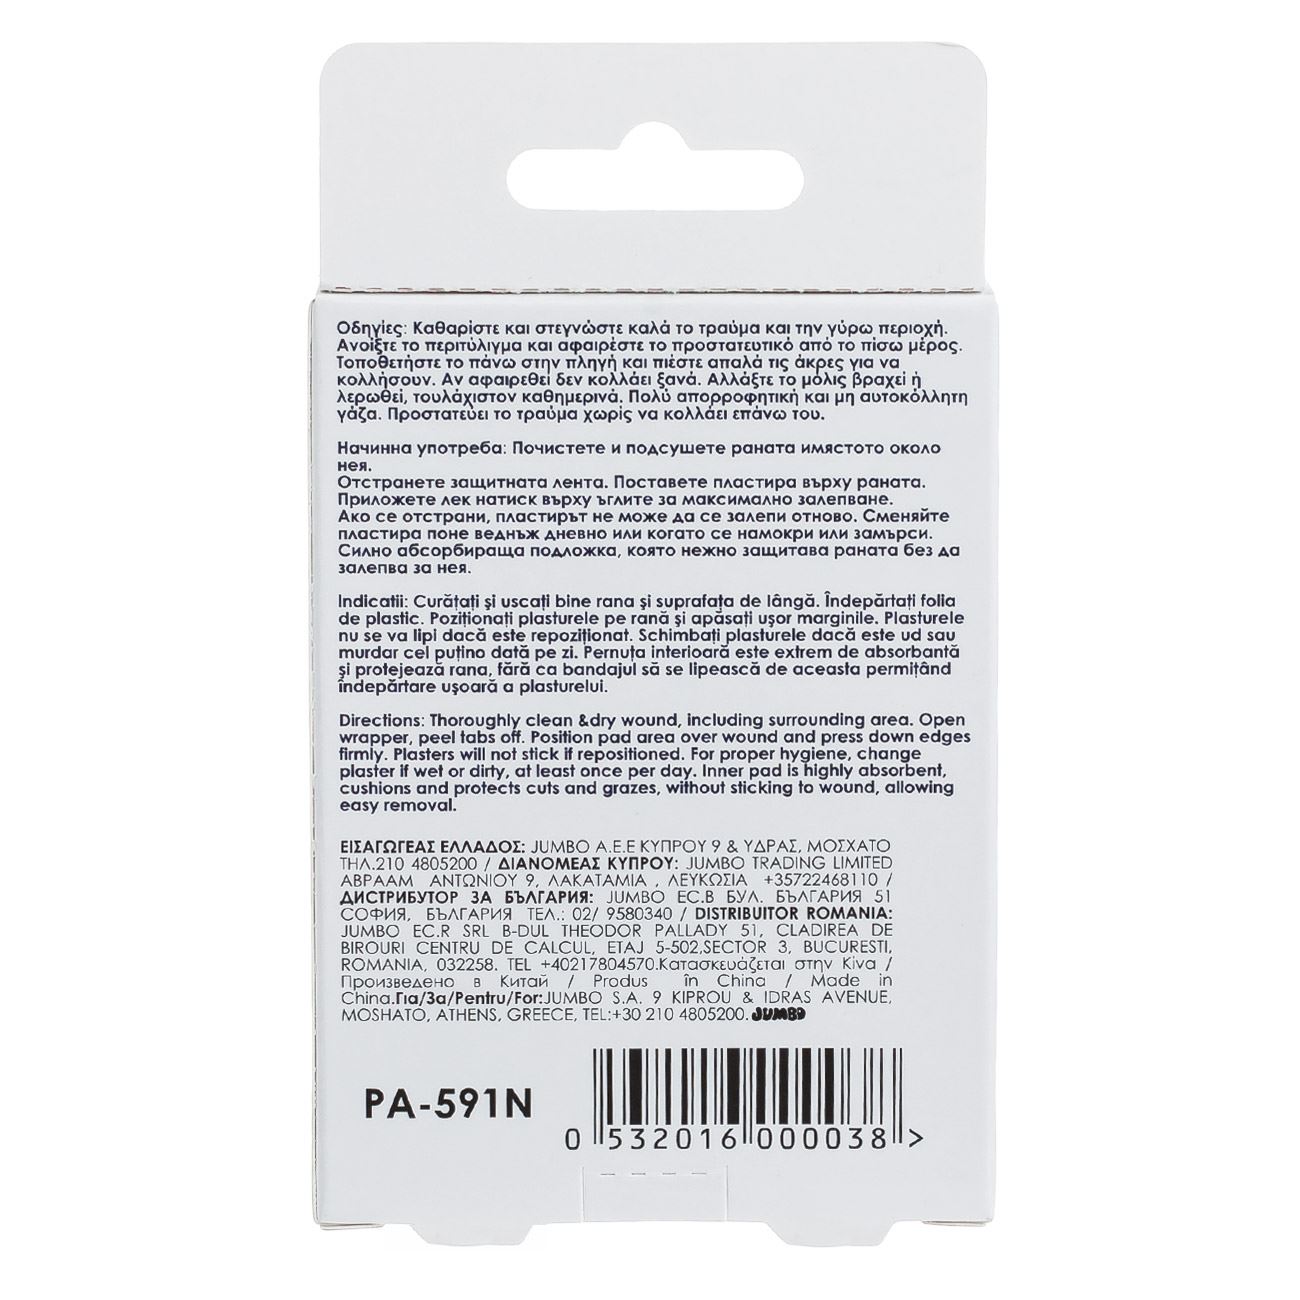 Οδηγίες: Καθαρίστε και στεγνώστε καλά το τραύμα και την γύρω περιοχή.
Ανοίξτε το περιτύλιγμα και αφαιρέστε το προστατευτικό από το πίσω μέρος.
Τοποθετήστε το πάνω στην πληγή και πιέστε απαλά τις άκρες για να
κολλήσουν. Αν αφαιρεθεί δεν κολλάει ξανά. Αλλάξτε το μόλις βραχεί ή
λερωθεί, τουλάχιστον καθημερινά. Πολύ απορροφητική και μη αυτοκόλλητη
γάζα. Προστατεύει το τραύμα χωρίς να κολλάει επάνω του.
Начинна употреба: Почистете и подсушете раната имястото около
нея.
Отстранете защитната лента. Поставете пластира върху раната.
Приложете лек натиск върху ъглите за максимално залепване.
Ако се отстрани, пластирът не може да се залепи отново. Сменяйте
пластира поне веднъж дневно или когато се намокри или замърси.
Силно абсорбираща подложка, която нежно защитава раната без да
залепва за нея.
Indicatii: Curătați şi uscați bine rana şi suprafața de lângă. Îndepărtați folia
de plastic. Poziționați plasturele pe rană şi apăsați uşor marginile. Plasturele
nu se va lipi dacă este repoziționat. Schimbați plasturele dacă este ud sau
murdar cel puțino dată pe zi. Pernuța interioară este extrem de absorbantă
şi protejează rana, fără ca bandajul să se lipească de aceasta permițând
îndepărtare uşoară a plasturelui.
Directions: Thoroughly clean &dry wound, including surrounding area. Open
wrapper, peel tabs off. Position pad area over wound and press down edges
firmly. Plasters will not stick if repositioned. For proper hygiene, change
plaster if wet or dirty, at least once per day. Inner pad is highly absorbent,
cushions and protects cuts and grazes, without sticking to wound, allowing
easy removal.
ΕΙΣΑΓΩΓΕΑΣ ΕΛΛΑΔΟΣ: JUMBO A.E.E ΚΥΠΡΟΥ 9 & ΥΔΡΑΣ, ΜΟΣΧΑΤΟ
ΤΗΛ.210 4805200 / ΔΙΑΝΟΜΕΑΣ ΚΥΠΡΟΥ: JUMBO TRADING LIMITED
ΑΒΡΑΑΜ ΑΝΤΩΝΙΟΥ 9, ΛΑΚΑΤΑΜΙΑ , ΛΕΥΚΩΣΙΑ +35722468110 /
ДИСТРИБУТОР ЗА БЪЛГАРИЯ: JUMBO EC.B БУЛ. БЪЛГАРИЯ 51
СОФИЯ, БЪЛГАРИЯ ТЕЛ.: 02/ 9580340 / DISTRIBUITOR ROMANIA:
JUMBO EC.R SRL B-DUL THEODOR PALLADY 51, CLADIREA DE
BIROURI CENTRU DE CALCUL, ETAJ 5-502,SECTOR 3, BUCURESTI,
ROMANIA, 032258. TEL +40217804570.Κατασκευάζεται στην Κίνα /
Произведено в Китай / Produs în China / Made in
China.Για/За/Pentru/For:JUMBO S.A. 9 KIPROU & IDRAS AVENUE,
MOSHATO, ATHENS, GREECE, TEL:+30 210 4805200. JUMBO
PA-591N
0 532016 000038 >